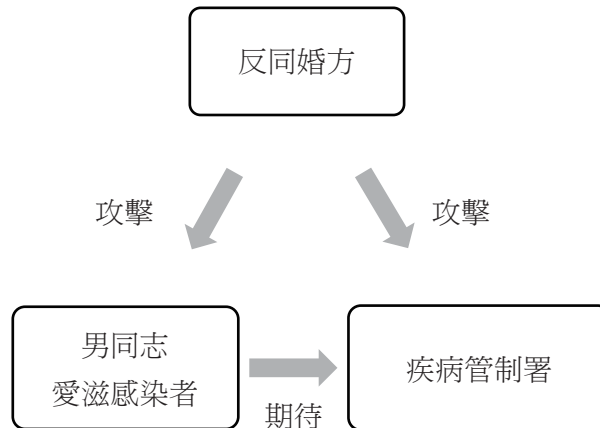 反同婚方
攻擊
攻擊
男同志
愛滋感染者
疾病管制署
期待